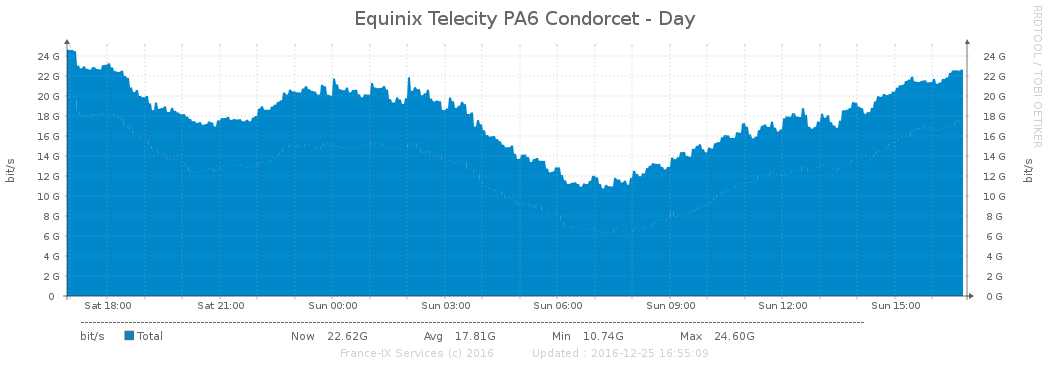 Equinix Telecity PA6 Condorcet - Day
RRDTOOL / TOBI OETIKER
24 G 24 G
22 G 22 G
20 G 20 G
18 G 18 G
16 G 16 G
14 G 14 G
12 G 12 G
10 G 10 G
8 G 8 G
6 G 6 G
4 G 4 G
2 G 2 G
0 0 G
bit/s bit/s
Sat 18:00 Sat 21:00 Sun 00:00 Sun 03:00 Sun 06:00 Sun 09:00 Sun 12:00 Sun 15:00
bit/s Total Now 22.62G Avg 17.81G Min 10.74G Max 24.60G
France-IX Services (c) 2016 Updated : 2016-12-25 16:55:09